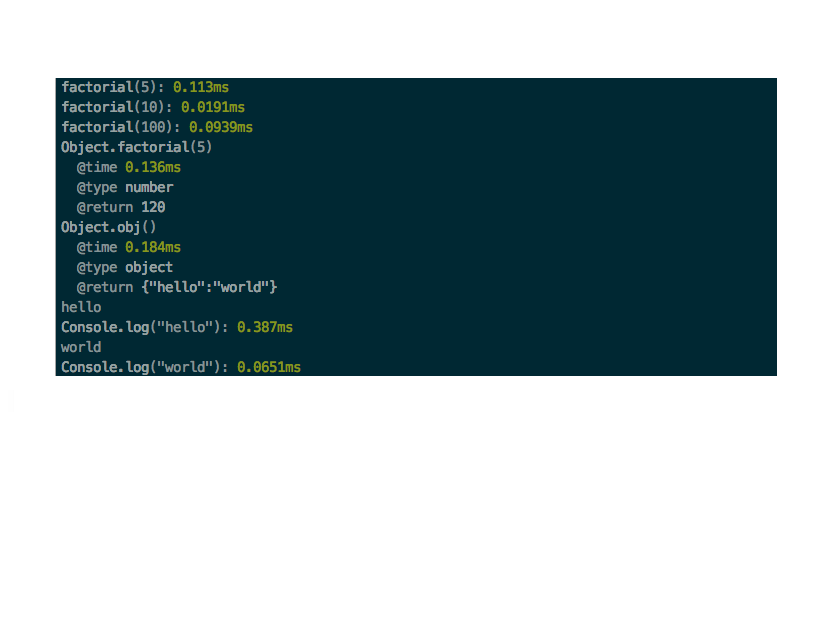 factorial(5): 0.113ms
factorial(10): 0.0191ms
factorial(100): 0.0939ms
Object.factorial(5)
  @time 0.136ms
  @type number
  @return 120
Object.obj()
  @time 0.184ms
  @type object
  @return {"hello":"world"}
hello
Console.log("hello"): 0.387ms
world
Console.log("world"): 0.0651ms